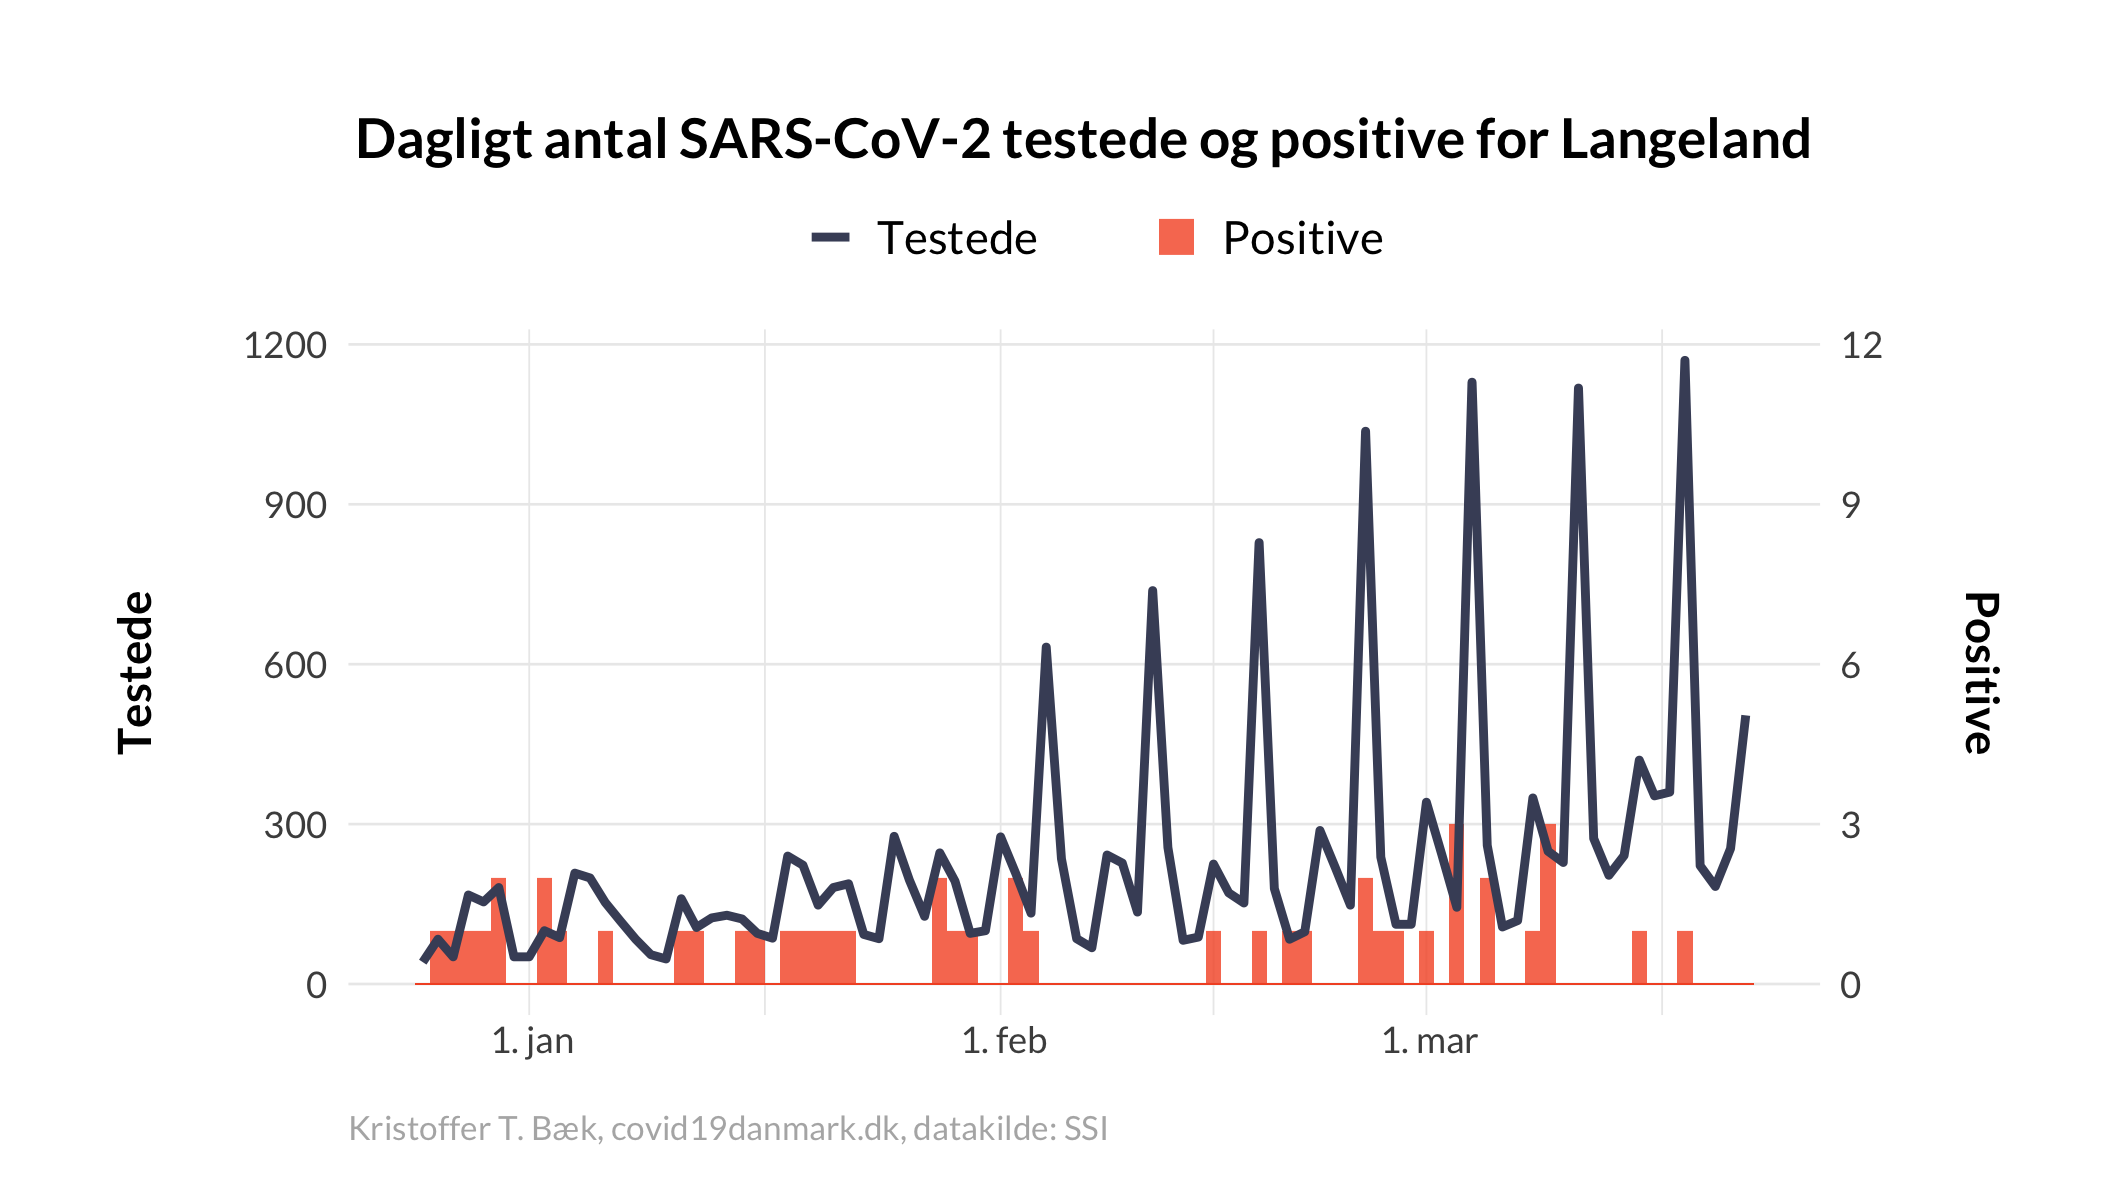 Dagligt antal SARS-CoV-2 testede og positive for Langeland
Testede Positive
1200 12
900 9
600 6
300 3
0 0
Testede
Positive
1. jan 1. feb 1. mar
Kristoffer T. Bæk, covid19danmark.dk, datakilde: SSI